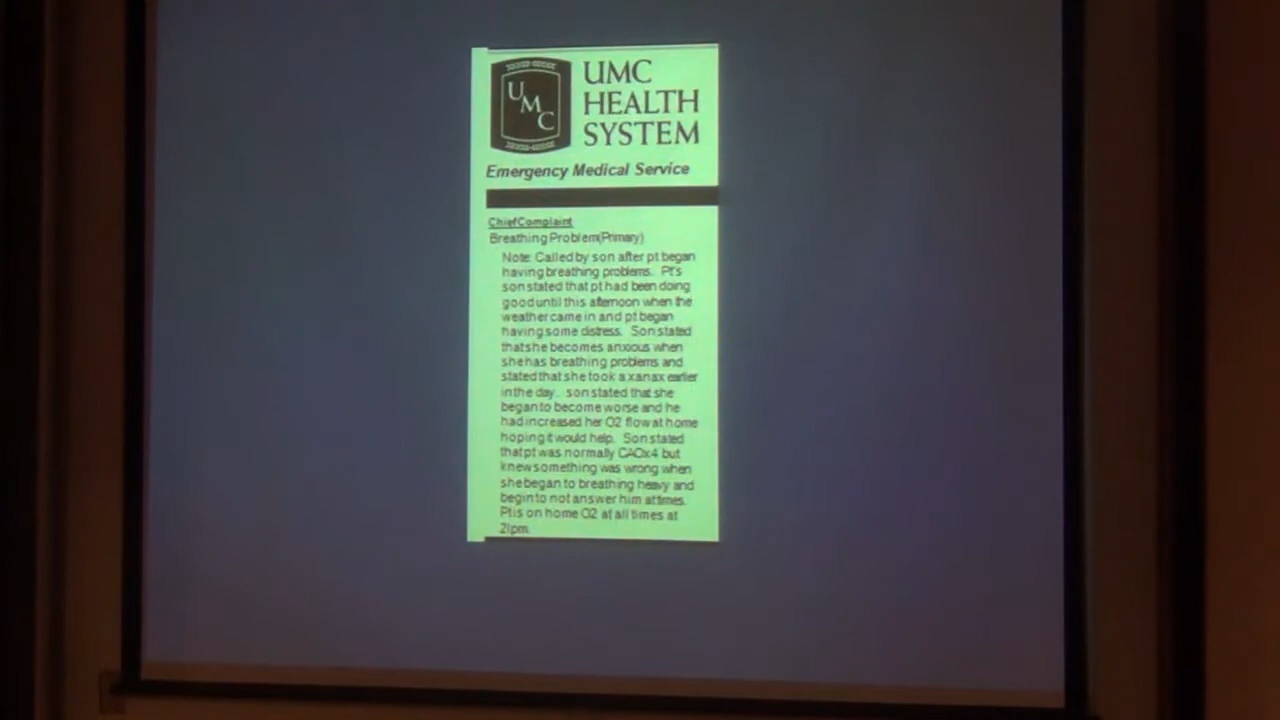 UMC
UMC
HEALTH
SYSTEM
Emergency Medical Service
Chief Complaint
Breathing Problem(Primary)
Note: Called by son after pt began
having breathing problems. Pt's
son stated that pt had been doing
good until this afternoon when the
weather came in and pt began
having some distress. Son stated
that she becomes anxious when
she has breathing problems and
stated that she took a xanax earlier
in the day. son stated that she
began to become worse and he
had increased her O2 flow at home
hoping it would help. Son stated
that pt was normally CAOx4 but
knew something was wrong when
she began to breathing heavy and
begin to not answer him at times.
Pt is on home O2 at all times at
2lpm.